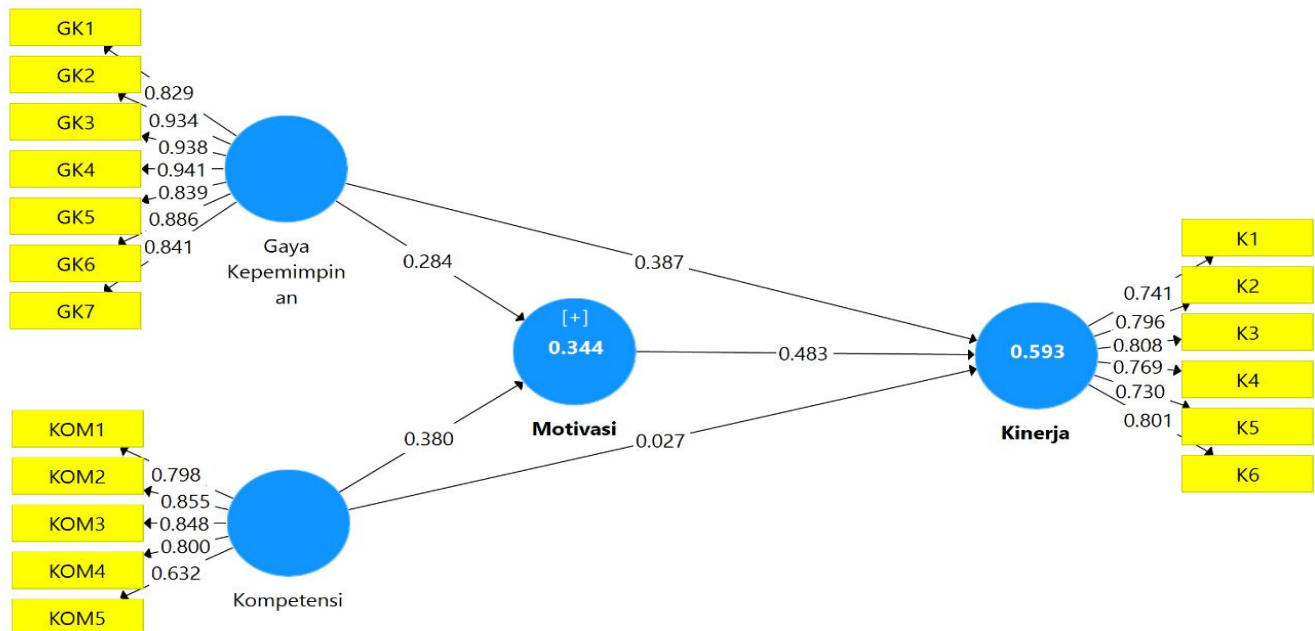 GK1
GK2
GK3
GK4
GK5
GK6
GK7
0.829
0.934
0.938
0.941
0.839
0.886
0.841
Gaya
Kepemimpin
an
0.284
0.387
[+]
0.344
Motivasi
0.483
0.593
Kinerja
K1
K2
K3
K4
K5
K6
0.741
0.796
0.808
0.769
0.730
0.801
KOM1
KOM2
KOM3
KOM4
KOM5
0.798
0.855
0.848
0.800
0.632
Kompetensi
0.380
0.027